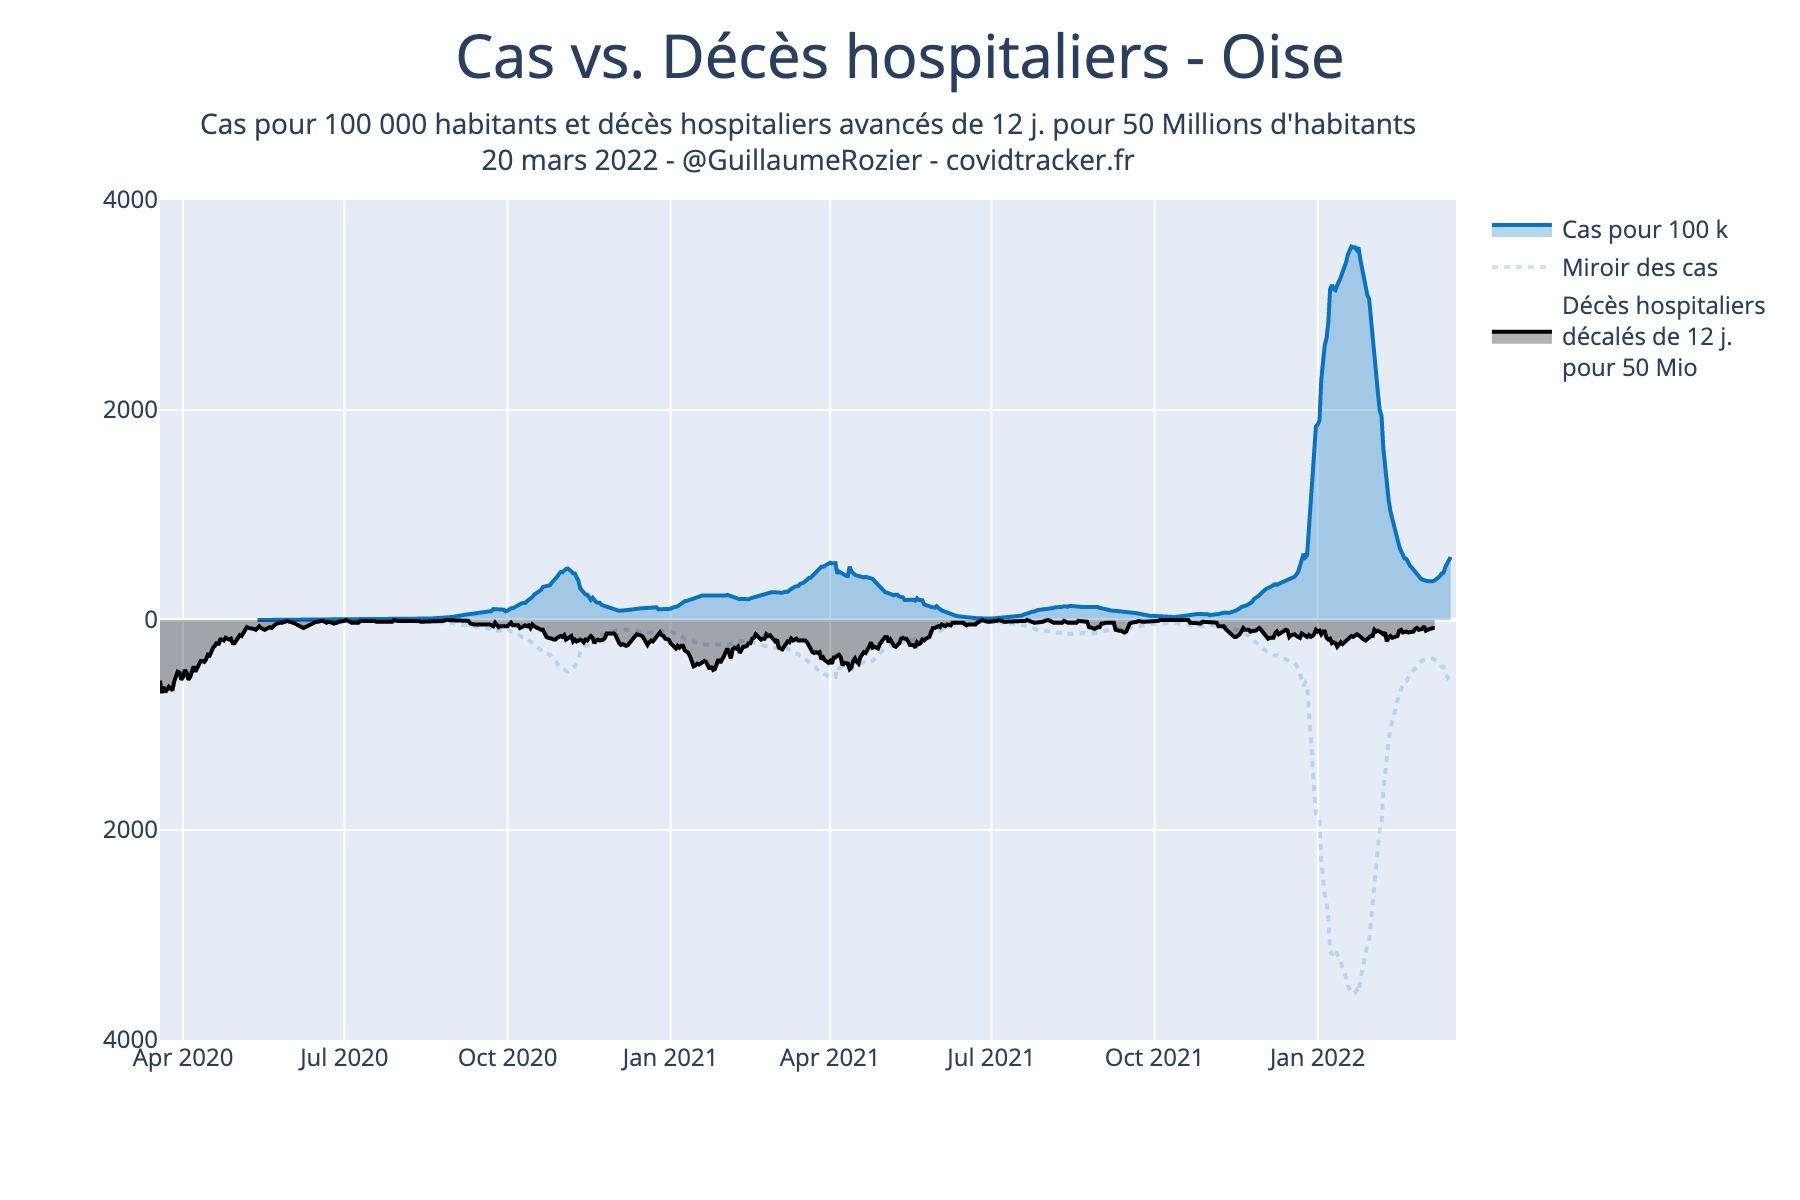 Cas vs. Décès hospitaliers - Oise
Cas pour 100 000 habitants et décès hospitaliers avancés de 12 j. pour 50 Millions d'habitants
20 mars 2022 - @GuillaumeRozier - covidtracker.fr
4000
2000
0
2000
4000
Apr 2020
Jul 2020
Oct 2020
Jan 2021
Apr 2021
Jul 2021
Oct 2021
Jan 2022
Cas pour 100 k
Miroir des cas
Décès hospitaliers
décalés de 12 j.
pour 50 Mio